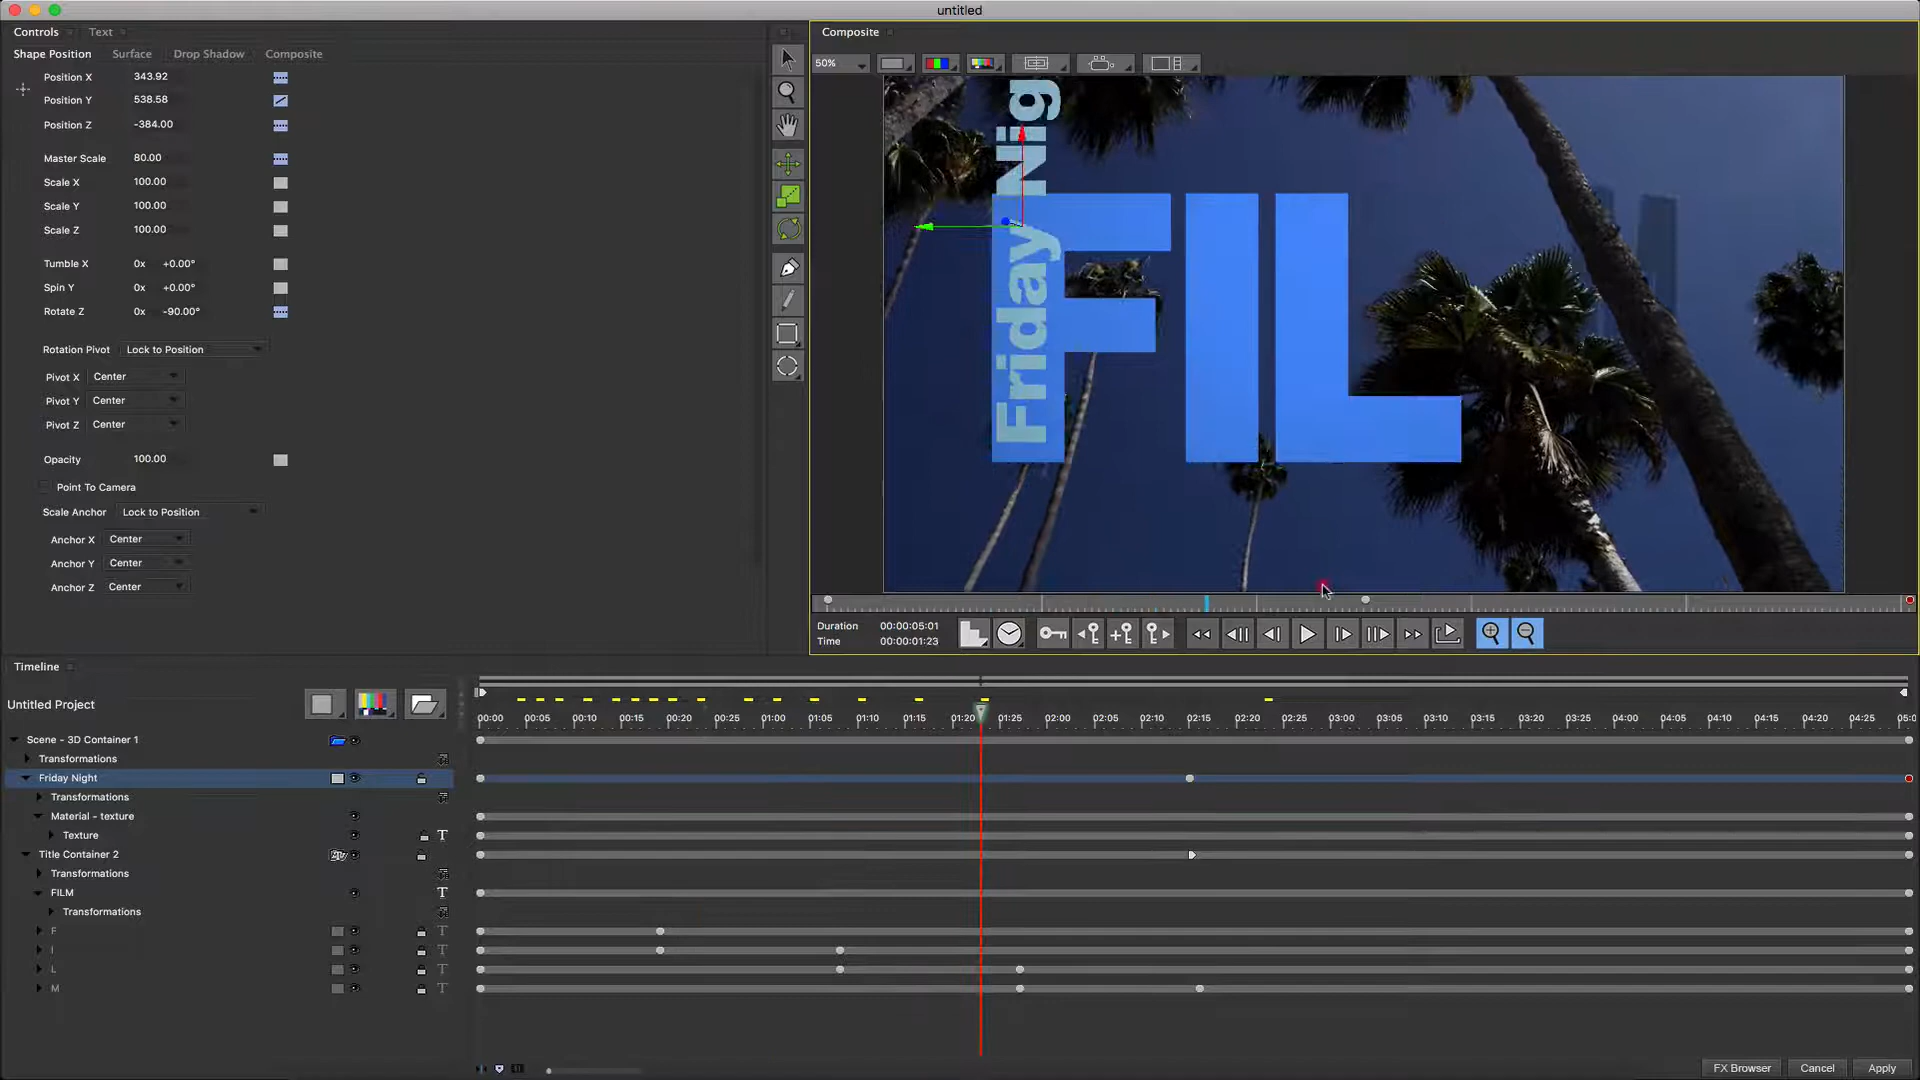 untitled
Controls Text
Shape Position Surface Drop Shadow Composite
Position X 343.92
Position Y 538.58
Position Z -384.00
Master Scale 80.00
Scale X 100.00
Scale Y 100.00
Scale Z 100.00
Tumble X 0x +0.00°
Spin Y 0x +0.00°
Rotate Z 0x -90.00°
Rotation Pivot Lock to Position
Pivot X Center
Pivot Y Center
Pivot Z Center
Opacity 100.00
Point To Camera
Scale Anchor Lock to Position
Anchor X Center
Anchor Y Center
Anchor Z Center
Composite
50%
Friday Nig
FIL
Duration 00:00:05:01
Time 00:00:01:23
Timeline
Untitled Project
00:00 00:05 00:10 00:15 00:20 00:25 01:00 01:05 01:10 01:15 01:20 01:25 02:00 02:05 02:10 02:15 02:20 02:25 03:00 03:05 03:10 03:15 03:20 03:25 04:00 04:05 04:10 04:15 04:20 04:25 05:0
Scene - 3D Container 1
Transformations
Friday Night
Transformations
Material - texture
Texture T
Title Container 2
Transformations
FILM T
Transformations
F T
I T
L T
M T
FX Browser Cancel Apply